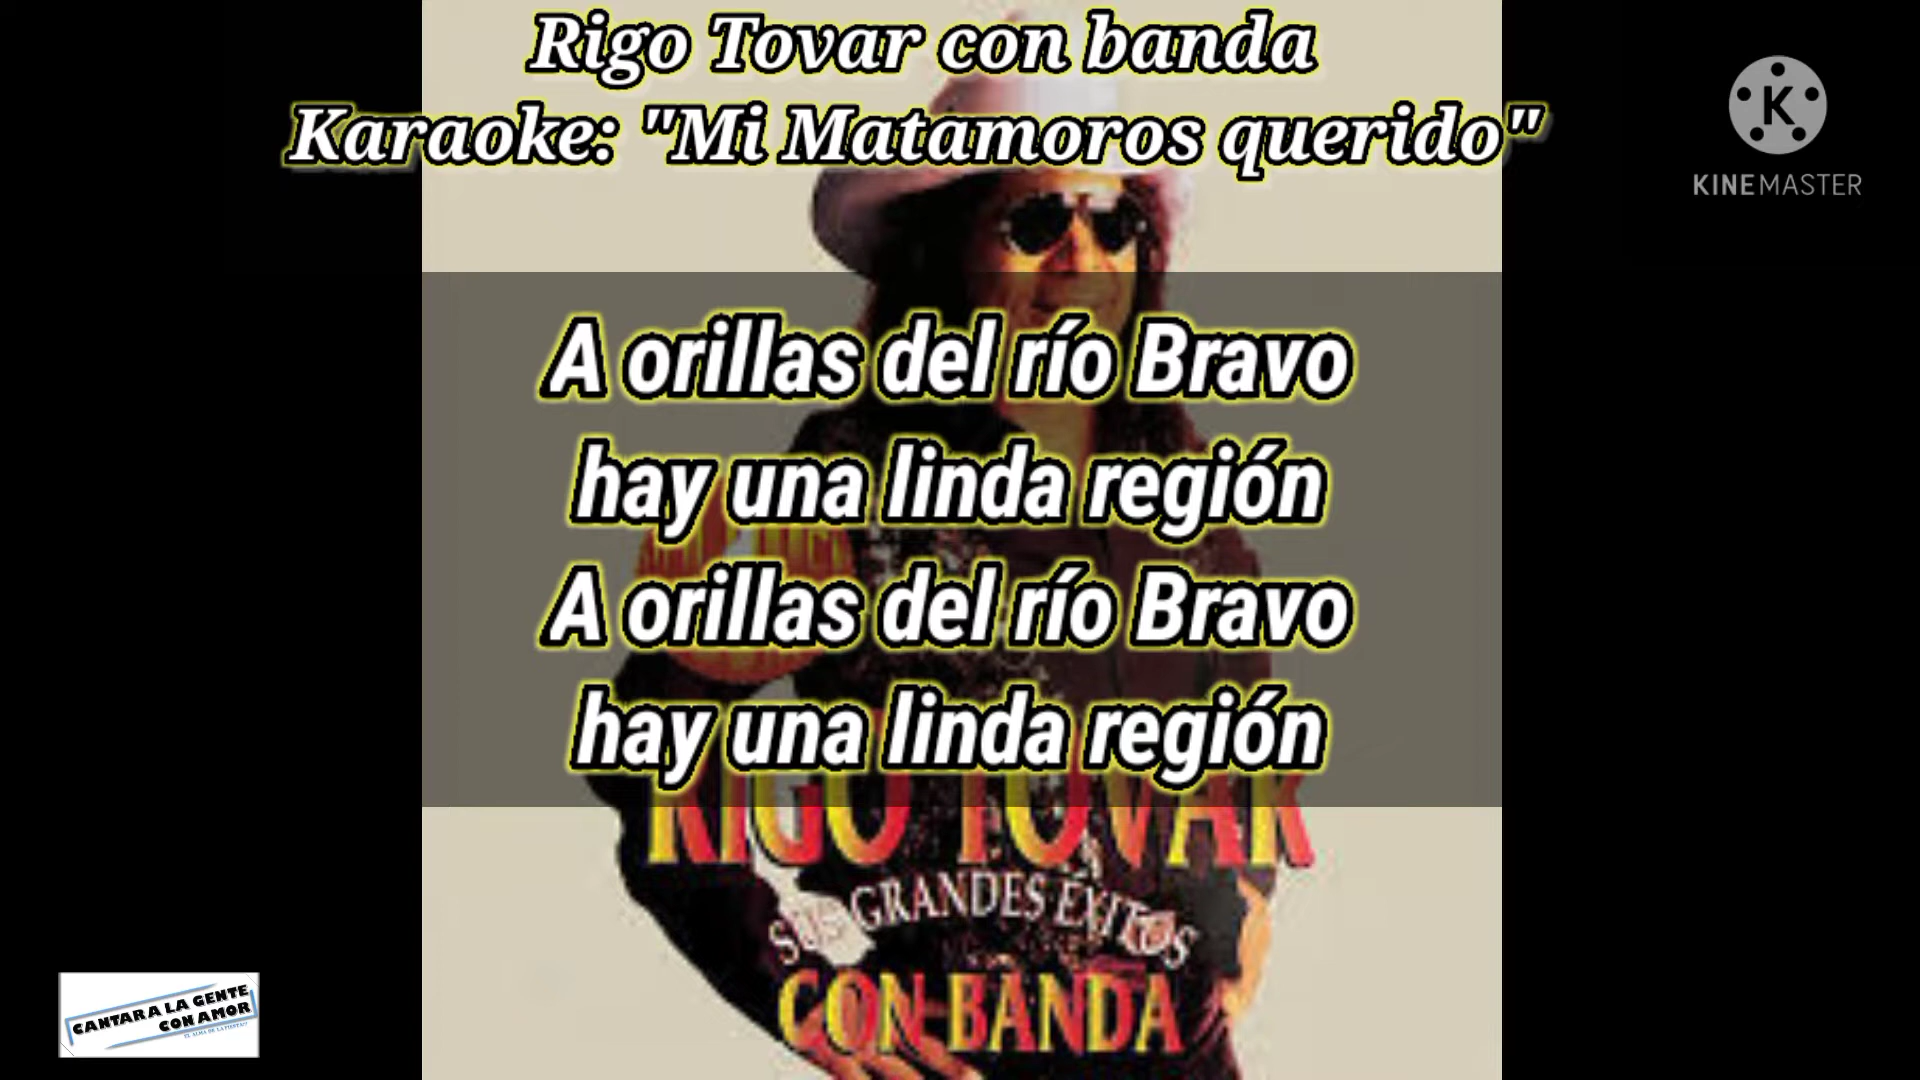 Rigo Tovar con banda
Karaoke: "Mi Matamoros querido"
KINEMASTER
A orillas del río Bravo
hay una linda región
A orillas del río Bravo
hay una linda región
RIGO TOVAR
SUS GRANDES ÉXITOS
CON BANDA
CANTAR A LA GENTE
CON AMOR